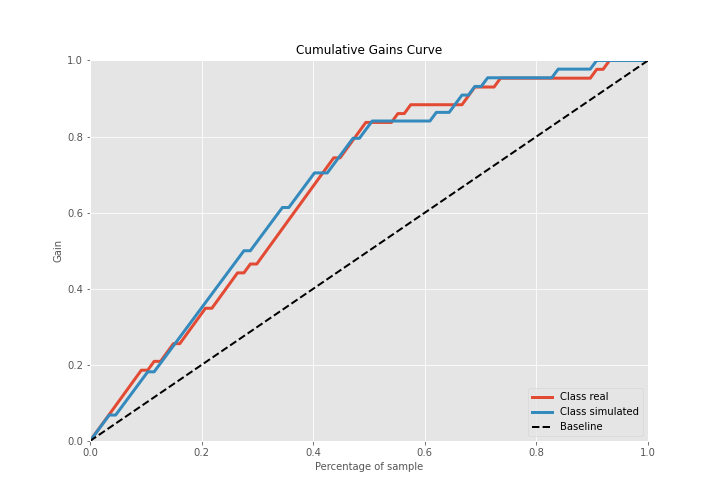 Cumulative Gains Curve
1.0
0.8
0.6
0.4
0.2
0.0
Gain
0.0 0.2 0.4 0.6 0.8 1.0
Percentage of sample
Class real
Class simulated
Baseline